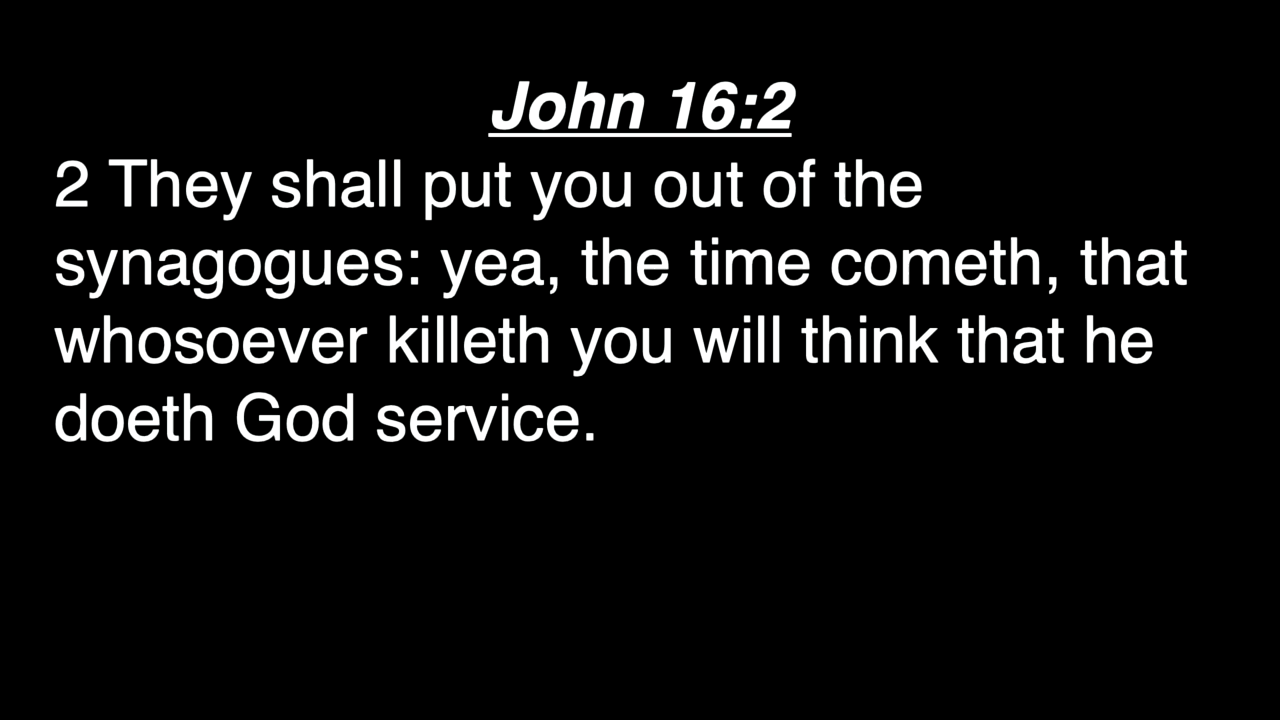 John 16:2
2 They shall put you out of the
synagogues: yea, the time cometh, that
whosoever killeth you will think that he
doeth God service.